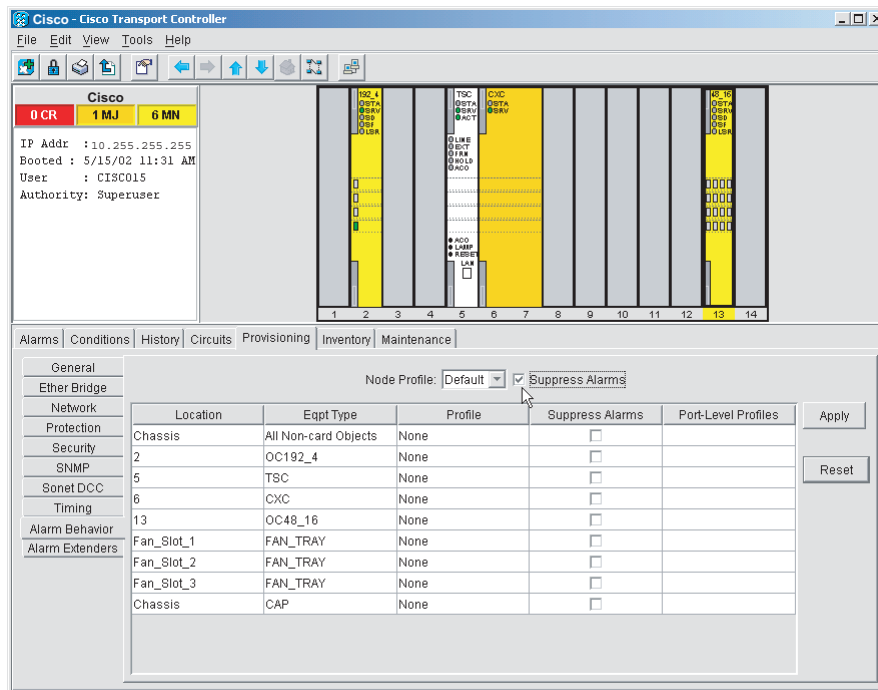 Cisco - Cisco Transport Controller
File Edit View Tools Help
Cisco
0 CR 1 MJ 6 MN
IP Addr : 10.255.255.255
Booted : 5/15/02 11:31 AM
User : CISCO15
Authority: Superuser
192_4
STA
SRV
SD
SF
LSR
TSC
STA
SRV
ACT
LINE
EXT
FRN
HOLD
ACO
ACO
LAMP
RESET
LAN
CXC
STA
SRV
48_16
STA
SRV
SD
SF
LSR
1 2 3 4 5 6 7 8 9 10 11 12 13 14
Alarms Conditions History Circuits Provisioning Inventory Maintenance
General
Ether Bridge
Network
Protection
Security
SNMP
Sonet DCC
Timing
Alarm Behavior
Alarm Extenders
Node Profile: Default Suppress Alarms
Location Eqpt Type Profile Suppress Alarms Port-Level Profiles
Chassis All Non-card Objects None
2 OC192_4 None
5 TSC None
6 CXC None
13 OC48_16 None
Fan_Slot_1 FAN_TRAY None
Fan_Slot_2 FAN_TRAY None
Fan_Slot_3 FAN_TRAY None
Chassis CAP None
Apply
Reset